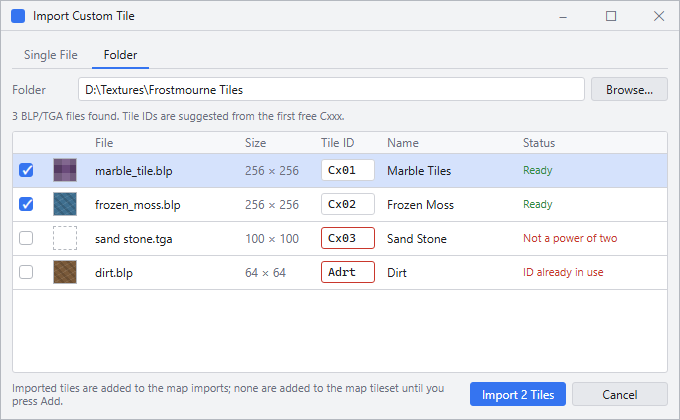 Import Custom Tile
Single File Folder
Folder D:\Textures\Frostmourne Tiles Browse...
3 BLP/TGA files found. Tile IDs are suggested from the first free Cxxx.
File Size Tile ID Name Status
marble_tile.blp 256 × 256 Cx01 Marble Tiles Ready
frozen_moss.blp 256 × 256 Cx02 Frozen Moss Ready
sand stone.tga 100 × 100 Cx03 Sand Stone Not a power of two
dirt.blp 64 × 64 Adrt Dirt ID already in use
Imported tiles are added to the map imports; none are added to the map tileset until you
press Add.
Import 2 Tiles Cancel